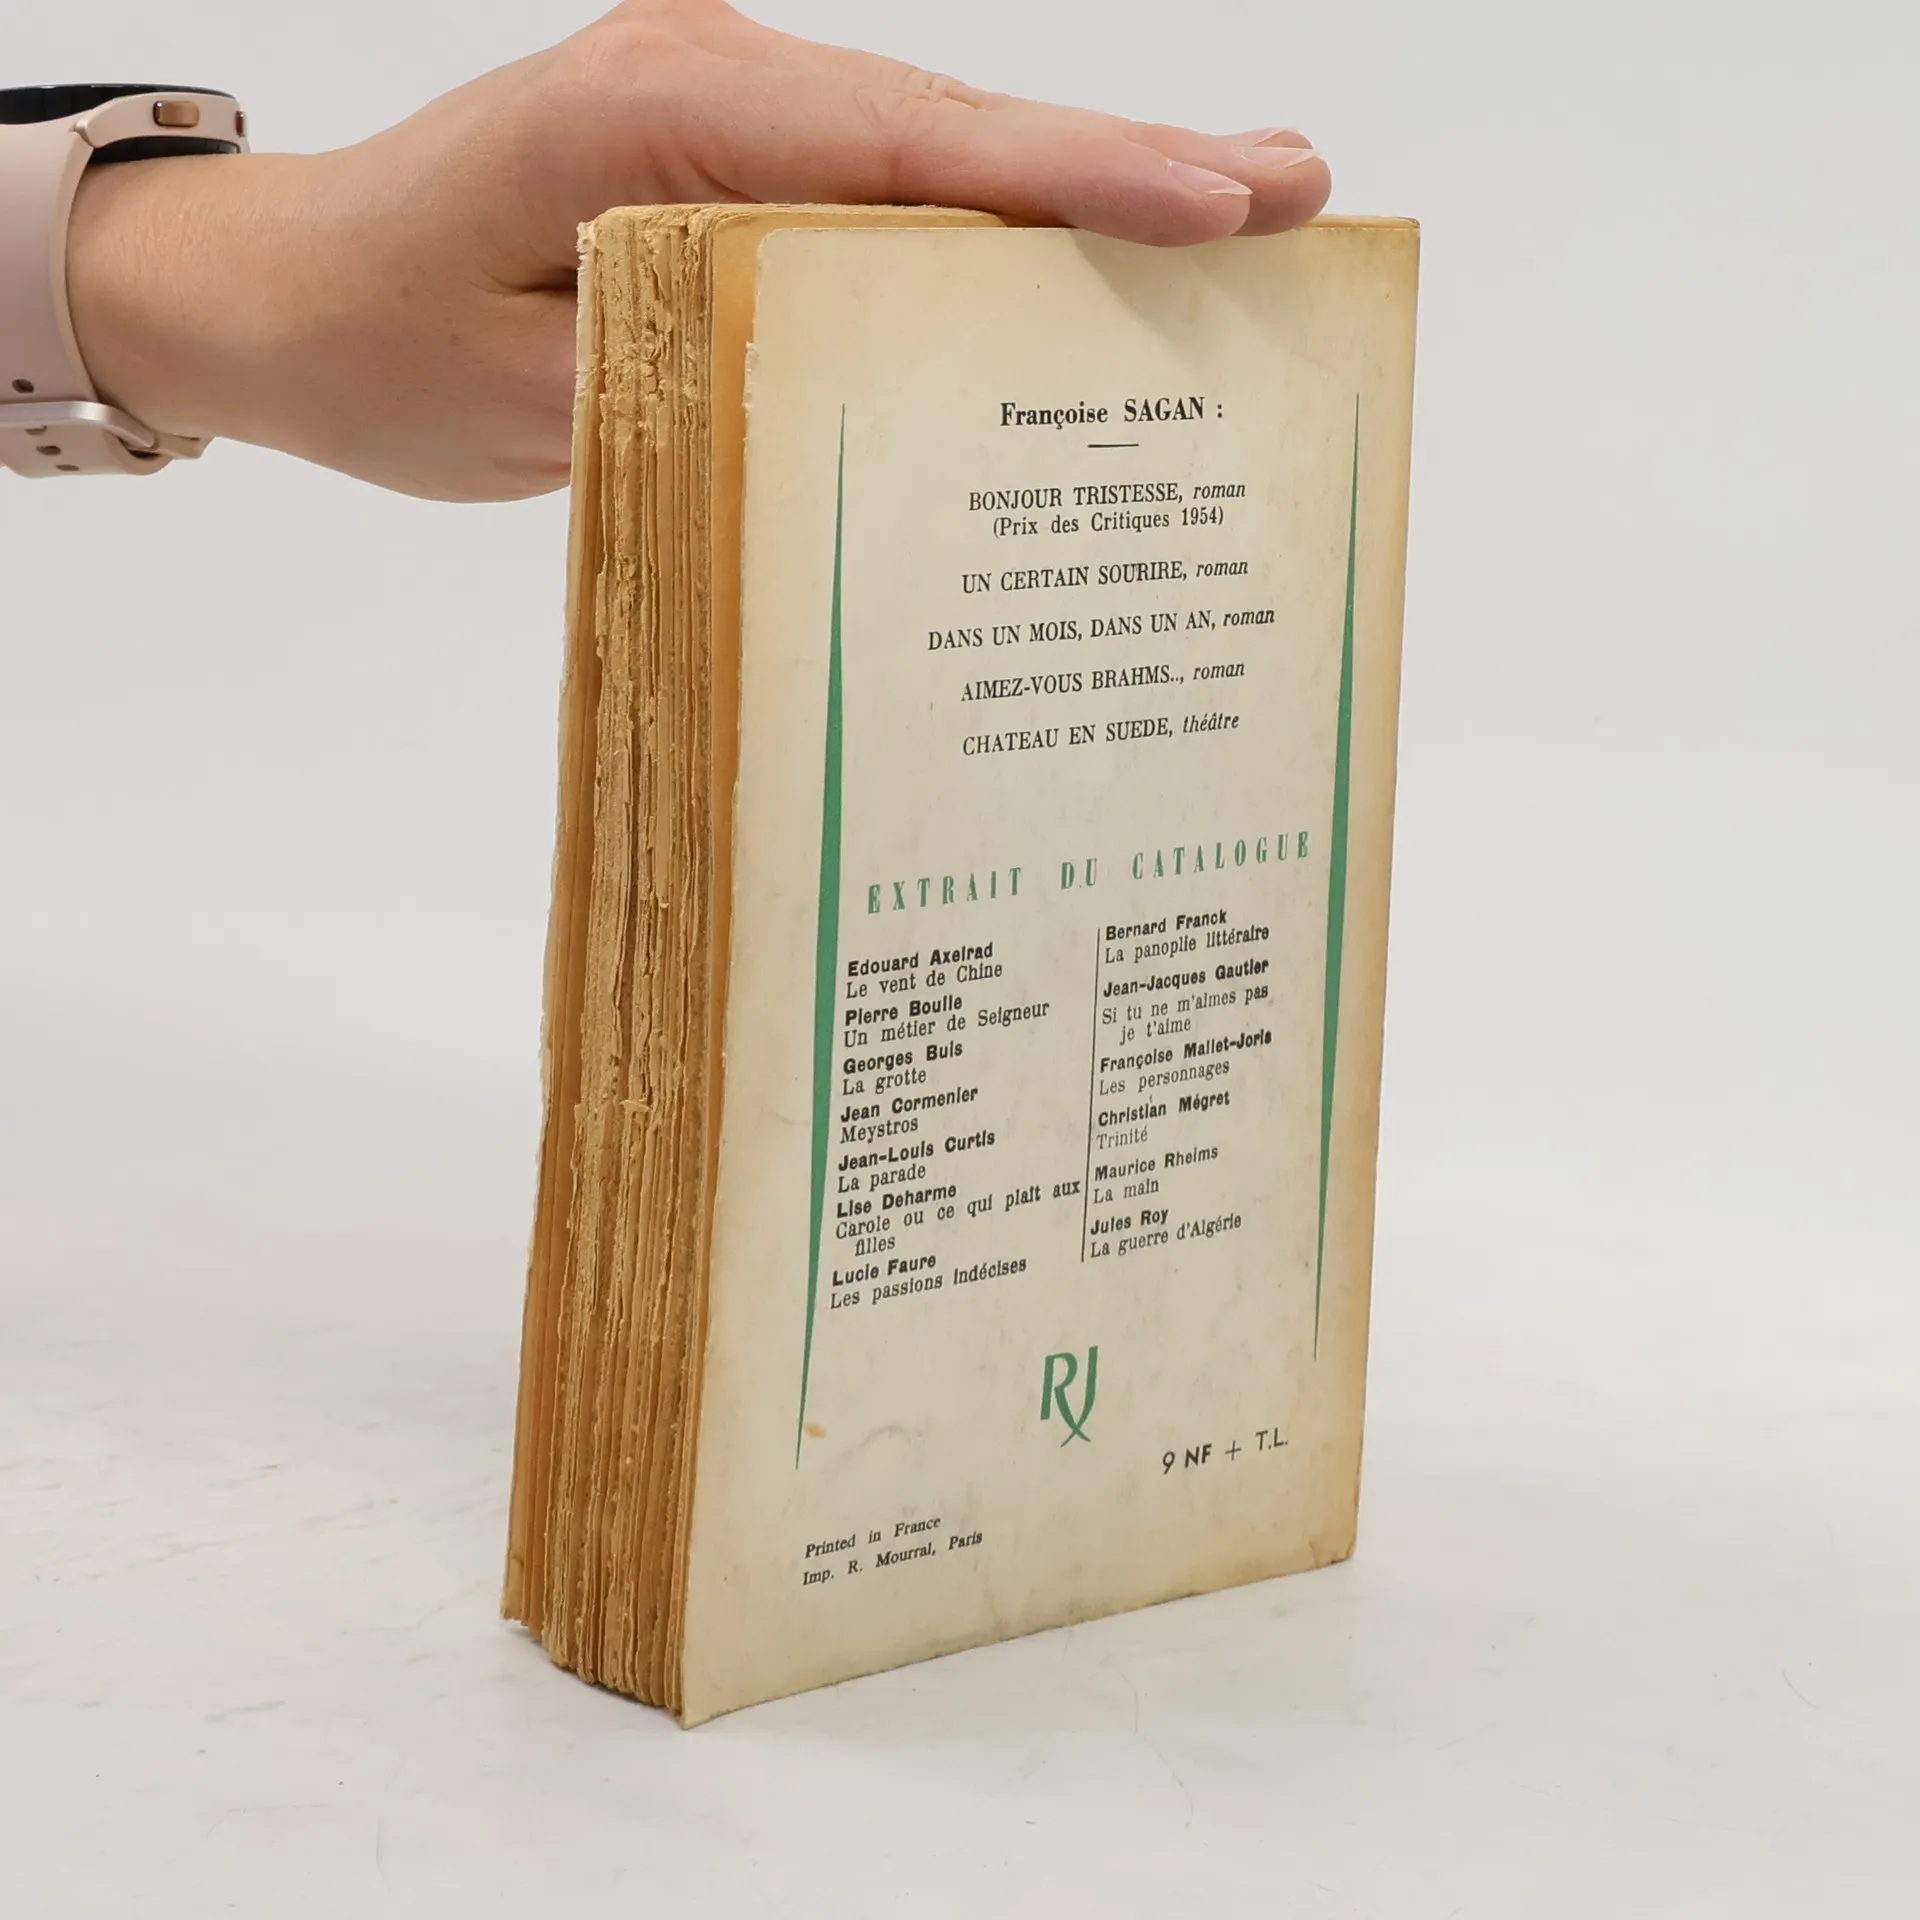 Françoise SAGAN :
BONJOUR TRISTESSE, roman
(Prix des Critiques 1954)
UN CERTAIN SOURIRE, roman
DANS UN MOIS, DANS UN AN, roman
AIMEZ-VOUS BRAHMS.., roman
CHATEAU EN SUEDE, théâtre
EXTRAIT DU CATALOGUE
Edouard Axelrad
Le vent de Chine
Pierre Boulle
Un métier de Seigneur
Georges Buis
La grotte
Jean Cormenier
Meystros
Jean-Louis Curtis
La parade
Lise Deharme
Carole ou ce qui plaît aux
filles
Lucie Faure
Les passions indécises
Bernard Franck
La panoplie littéraire
Jean-Jacques Gautier
Si tu ne m'aimes pas
je t'aime
Françoise Mallet-Joris
Les personnages
Christian Mégret
Trinité
Maurice Rheims
La main
Jules Roy
La guerre d'Algérie
RJ
9 NF + T.L.
Printed in France
Imp. R. Mourral, Paris